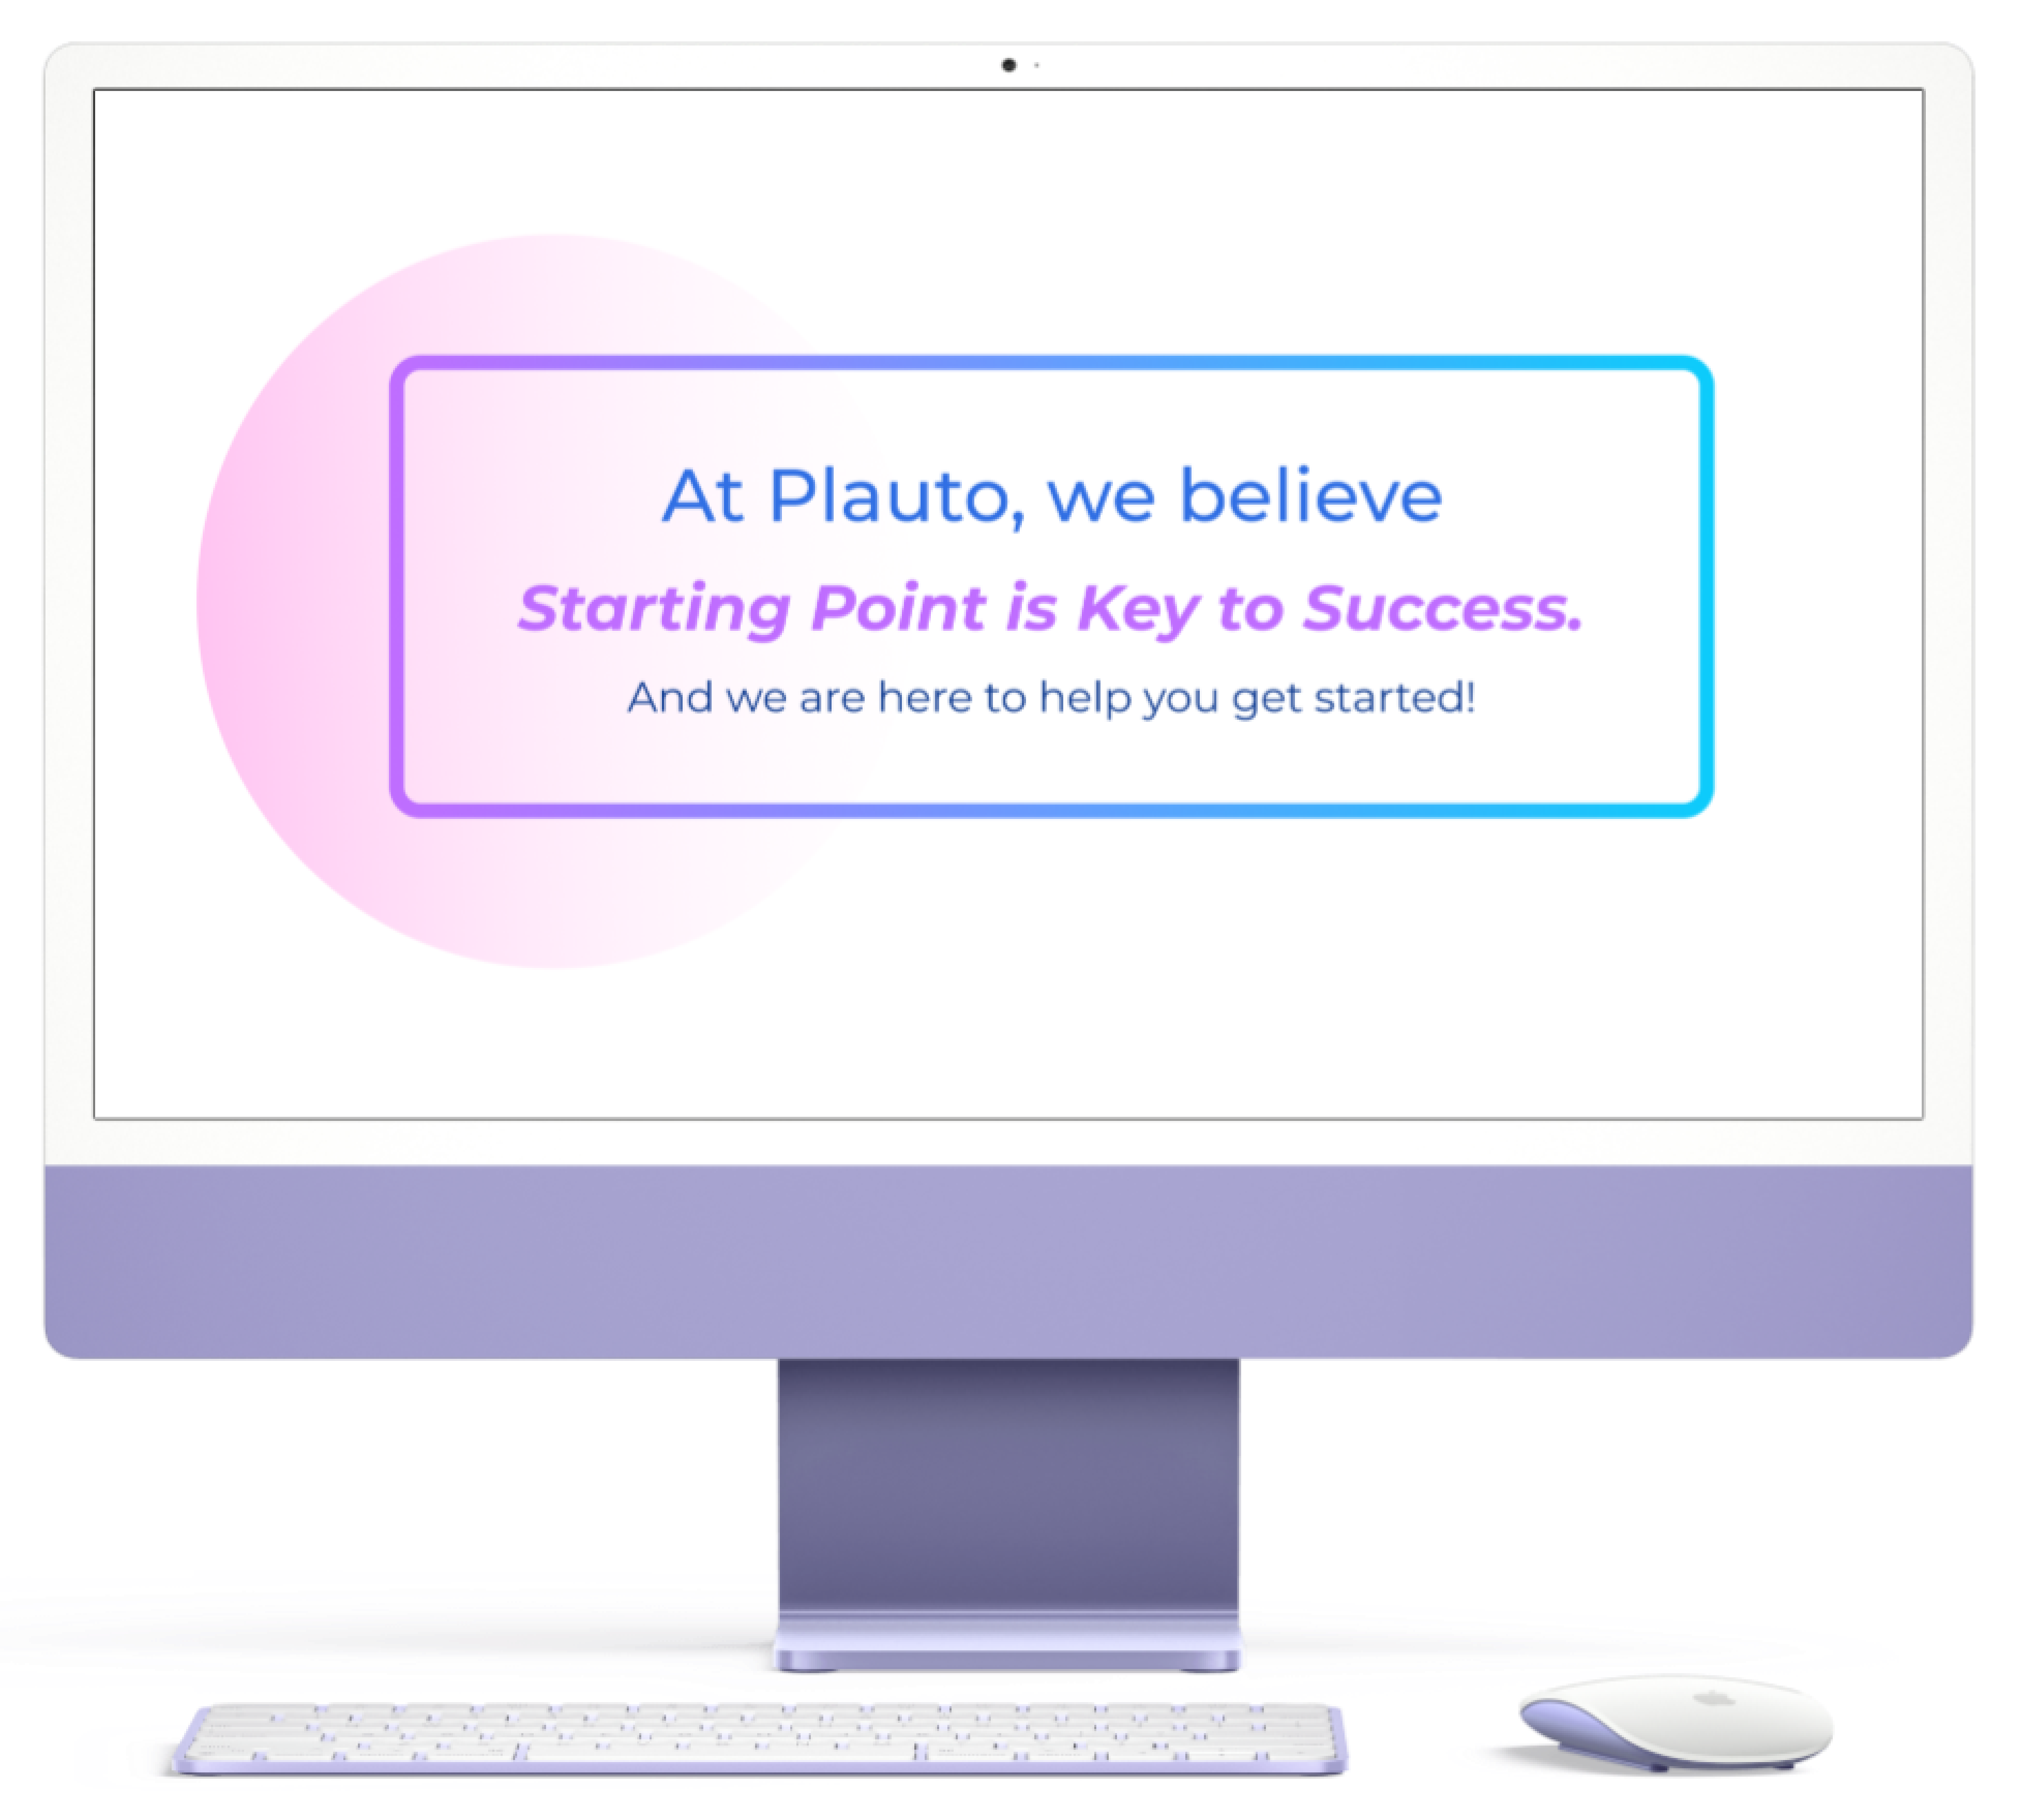 At Plauto, we believe
Starting Point is Key to Success.
And we are here to help you get started!